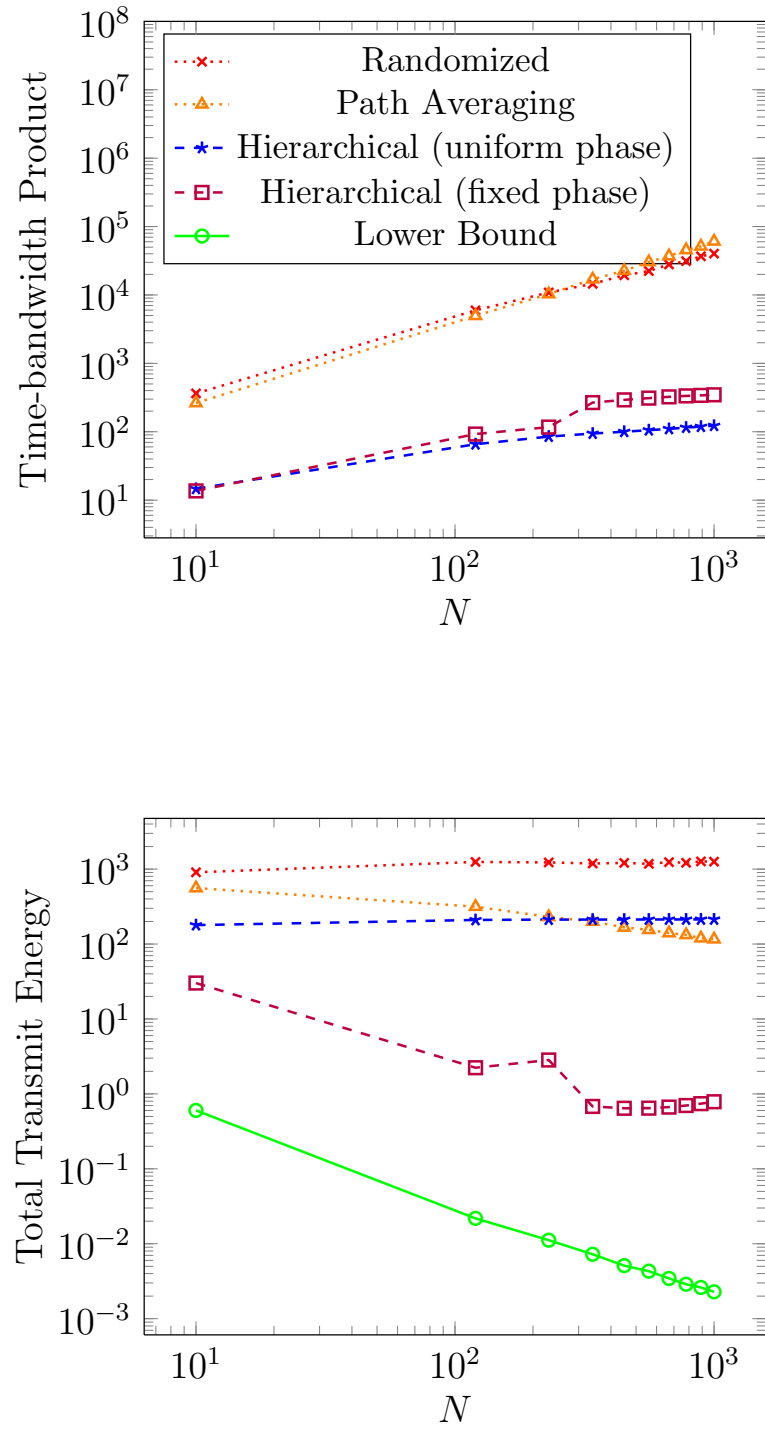 10^8
10^7
10^6
10^5
10^4
10^3
10^2
10^1
Time-bandwidth Product
Randomized
Path Averaging
Hierarchical (uniform phase)
Hierarchical (fixed phase)
Lower Bound
10^1 10^2 10^3
N
10^3
10^2
10^1
10^0
10^−1
10^−2
10^−3
Total Transmit Energy
10^1 10^2 10^3
N